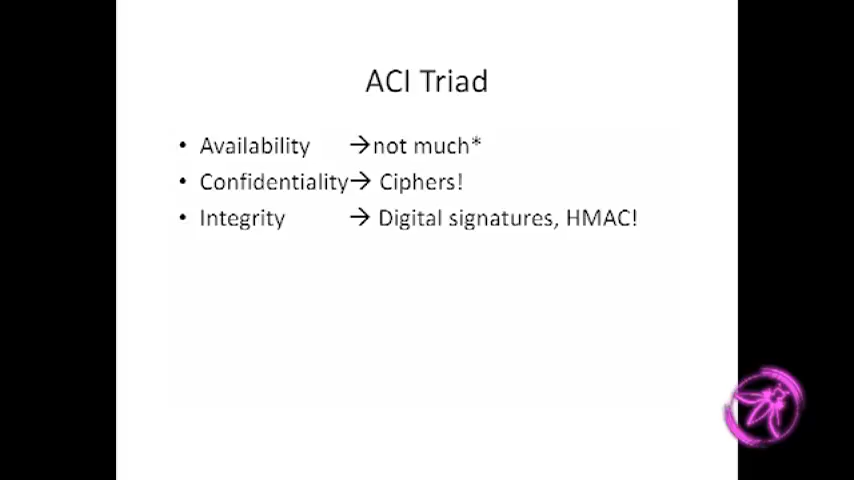 ACI Triad
• Availability →not much*
• Confidentiality→ Ciphers!
• Integrity → Digital signatures, HMAC!